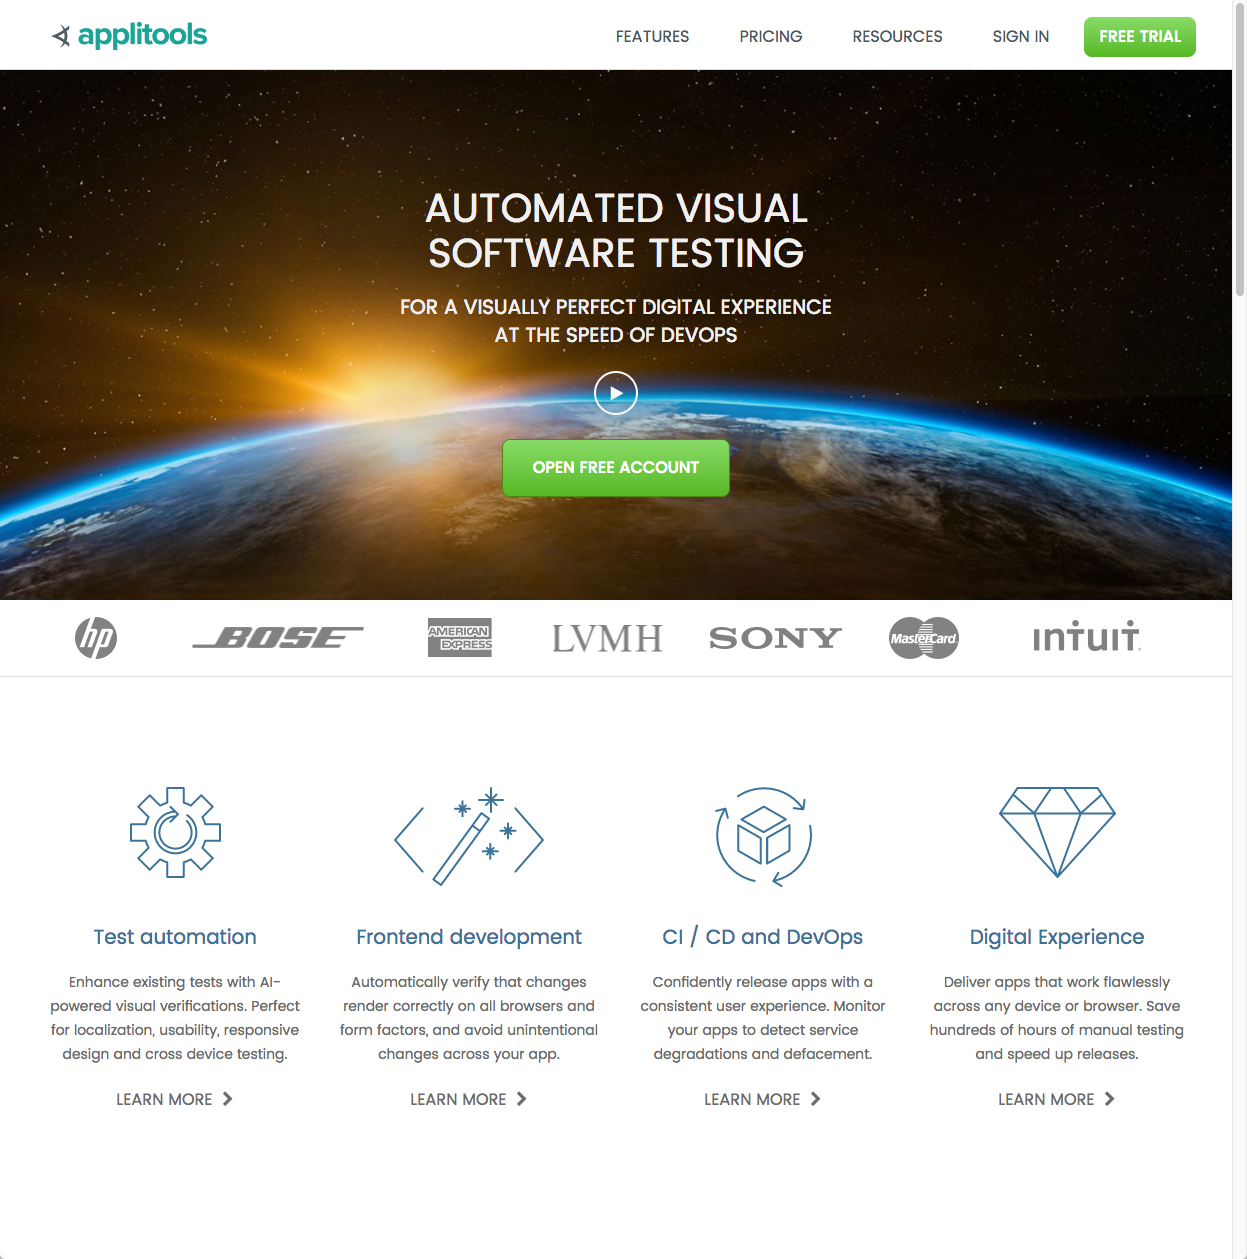 applitools
FEATURES PRICING RESOURCES SIGN IN FREE TRIAL
AUTOMATED VISUAL
SOFTWARE TESTING
FOR A VISUALLY PERFECT DIGITAL EXPERIENCE
AT THE SPEED OF DEVOPS
OPEN FREE ACCOUNT
hp
BOSE
AMERICAN
EXPRESS
LVMH
SONY
MasterCard
intuit
Test automation
Enhance existing tests with AI-
powered visual verifications. Perfect
for localization, usability, responsive
design and cross device testing.
LEARN MORE
Frontend development
Automatically verify that changes
render correctly on all browsers and
form factors, and avoid unintentional
changes across your app.
LEARN MORE
CI / CD and DevOps
Confidently release apps with a
consistent user experience. Monitor
your apps to detect service
degradations and defacement.
LEARN MORE
Digital Experience
Deliver apps that work flawlessly
across any device or browser. Save
hundreds of hours of manual testing
and speed up releases.
LEARN MORE